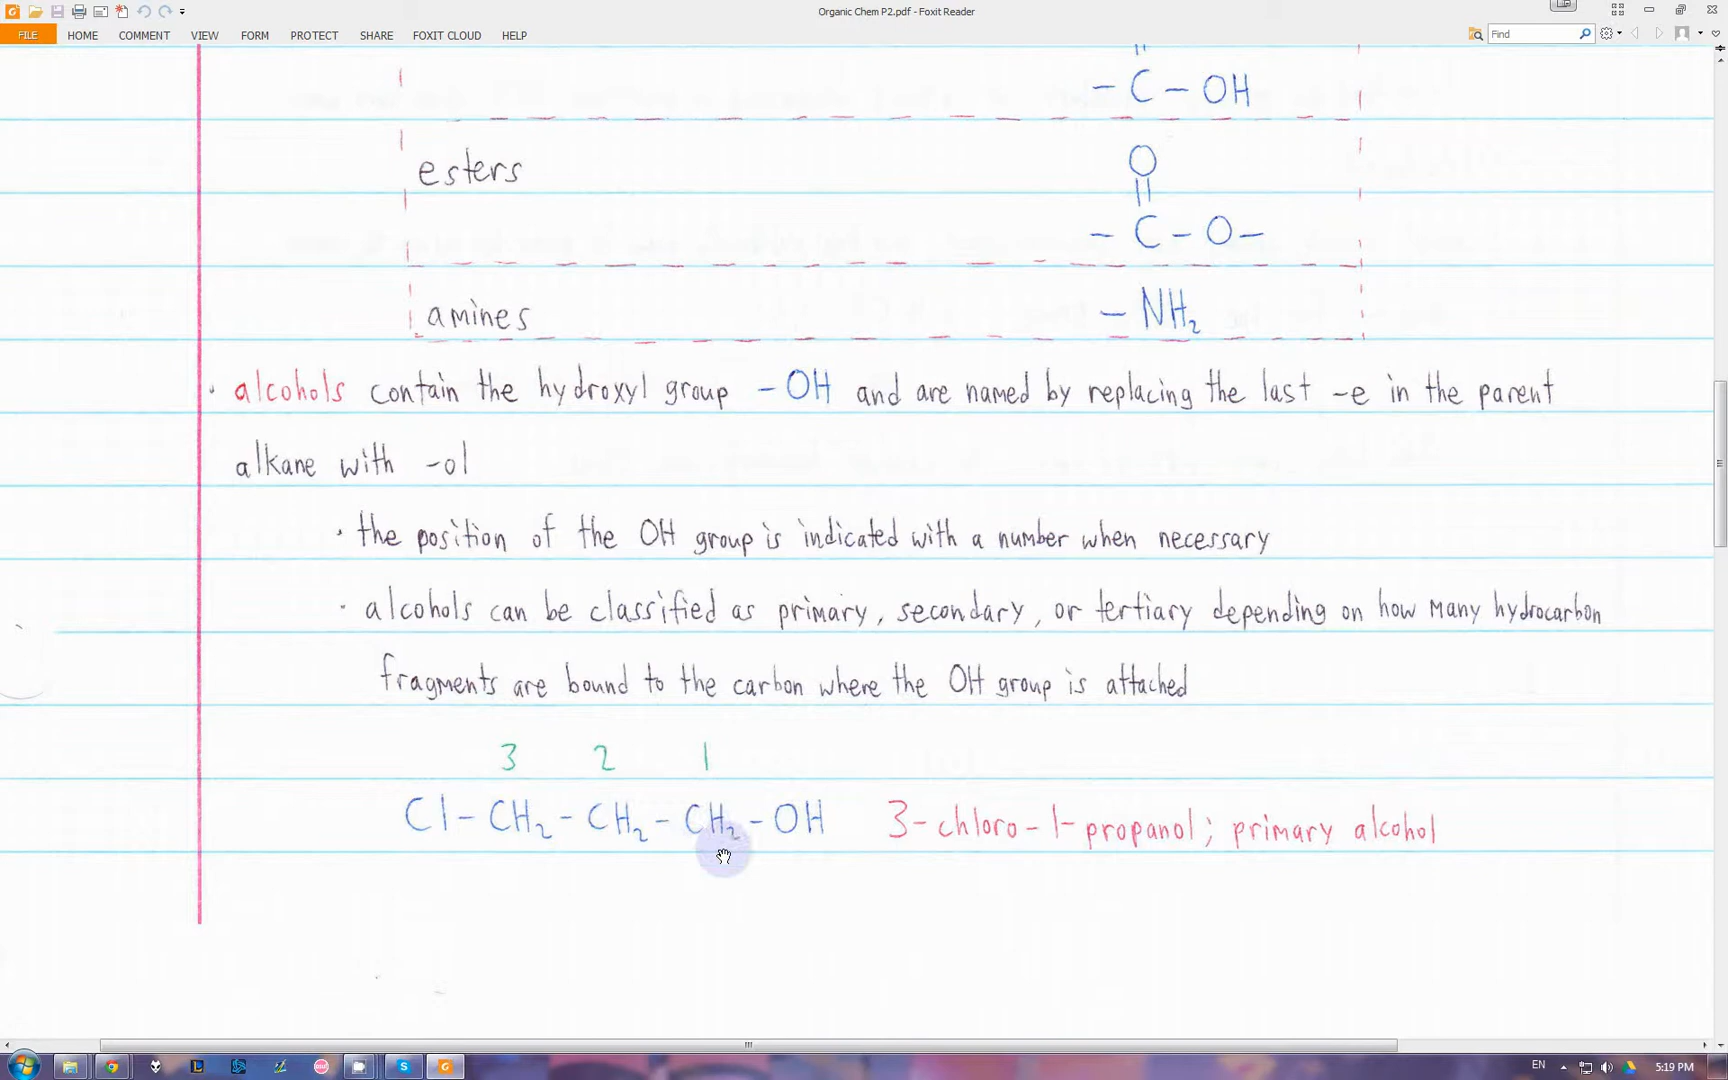 Organic Chem P2.pdf - Foxit Reader
FILE HOME COMMENT VIEW FORM PROTECT SHARE FOXIT CLOUD HELP Find
- C - OH
esters
O
- C - O -
amines - NH₂
· alcohols contain the hydroxyl group - OH and are named by replacing the last -e in the parent
alkane with -ol
· the position of the OH group is indicated with a number when necessary
· alcohols can be classified as primary, secondary, or tertiary depending on how many hydrocarbon
fragments are bound to the carbon where the OH group is attached
3 2 1
Cl - CH₂ - CH₂ - CH₂ - OH 3-chloro-1-propanol; primary alcohol
EN 5:19 PM